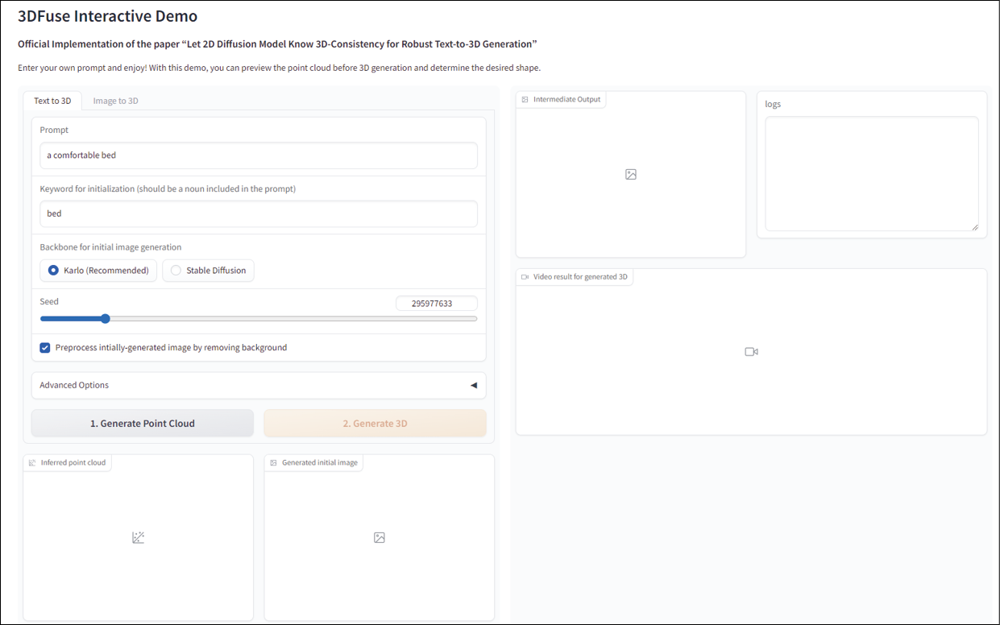 3DFuse Interactive Demo
Official Implementation of the paper “Let 2D Diffusion Model Know 3D-Consistency for Robust Text-to-3D Generation”
Enter your own prompt and enjoy! With this demo, you can preview the point cloud before 3D generation and determine the desired shape.
Text to 3D
Image to 3D
Prompt
a comfortable bed
Keyword for initialization (should be a noun included in the prompt)
bed
Backbone for initial image generation
Karlo (Recommended)
Stable Diffusion
Seed
295977633
Preprocess intially-generated image by removing background
Advanced Options
1. Generate Point Cloud
2. Generate 3D
Inferred point cloud
Generated initial image
Intermediate Output
logs
Video result for generated 3D